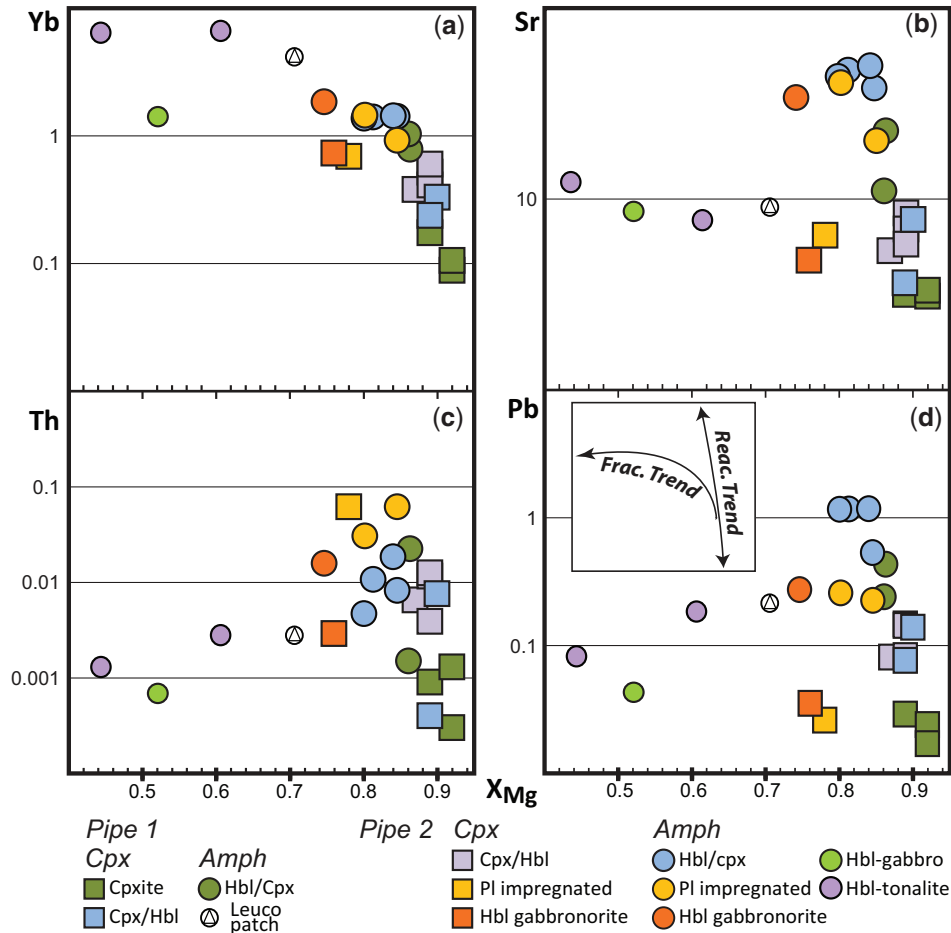 Yb
(a)
1
0.1
Sr
(b)
10
Th
(c)
0.1
0.01
0.001
0.5 0.6 0.7 0.8 0.9
Pb
(d)
Frac. Trend
Reac. Trend
1
0.1
XMg
0.5 0.6 0.7 0.8 0.9
Pipe 1
Cpx
Cpxite
Cpx/Hbl
Amph
Hbl/Cpx
Leuco
patch
Pipe 2
Cpx
Cpx/Hbl
Pl impregnated
Hbl gabbronorite
Amph
Hbl/cpx
Pl impregnated
Hbl gabbronorite
Hbl-gabbro
Hbl-tonalite